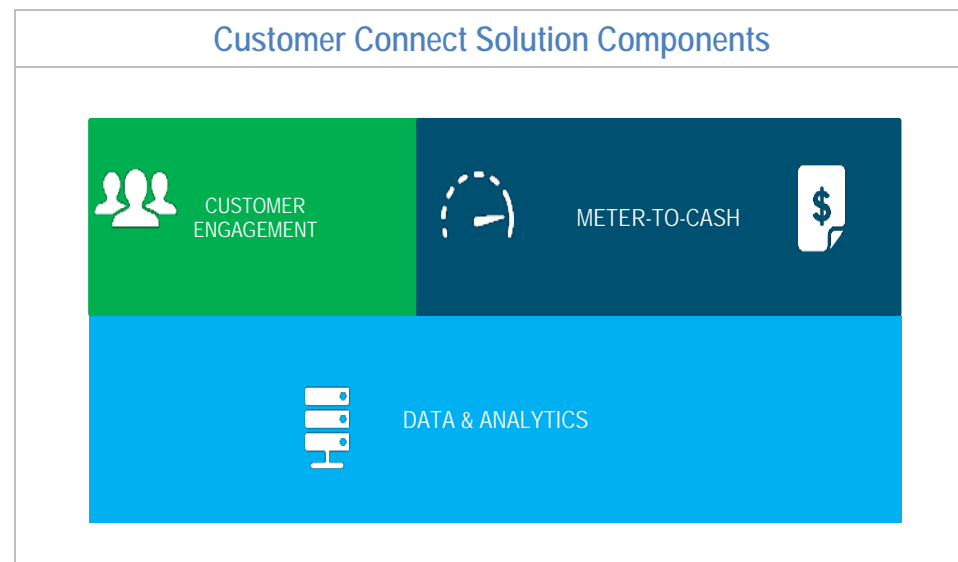 Customer Connect Solution Components
CUSTOMER
ENGAGEMENT
METER-TO-CASH
$
DATA & ANALYTICS